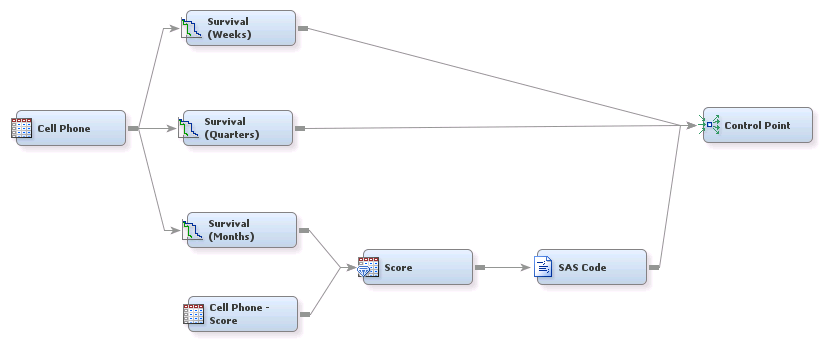 Survival
(Weeks)
Cell Phone
Survival
(Quarters)
Control Point
Survival
(Months)
Score
SAS Code
Cell Phone -
Score